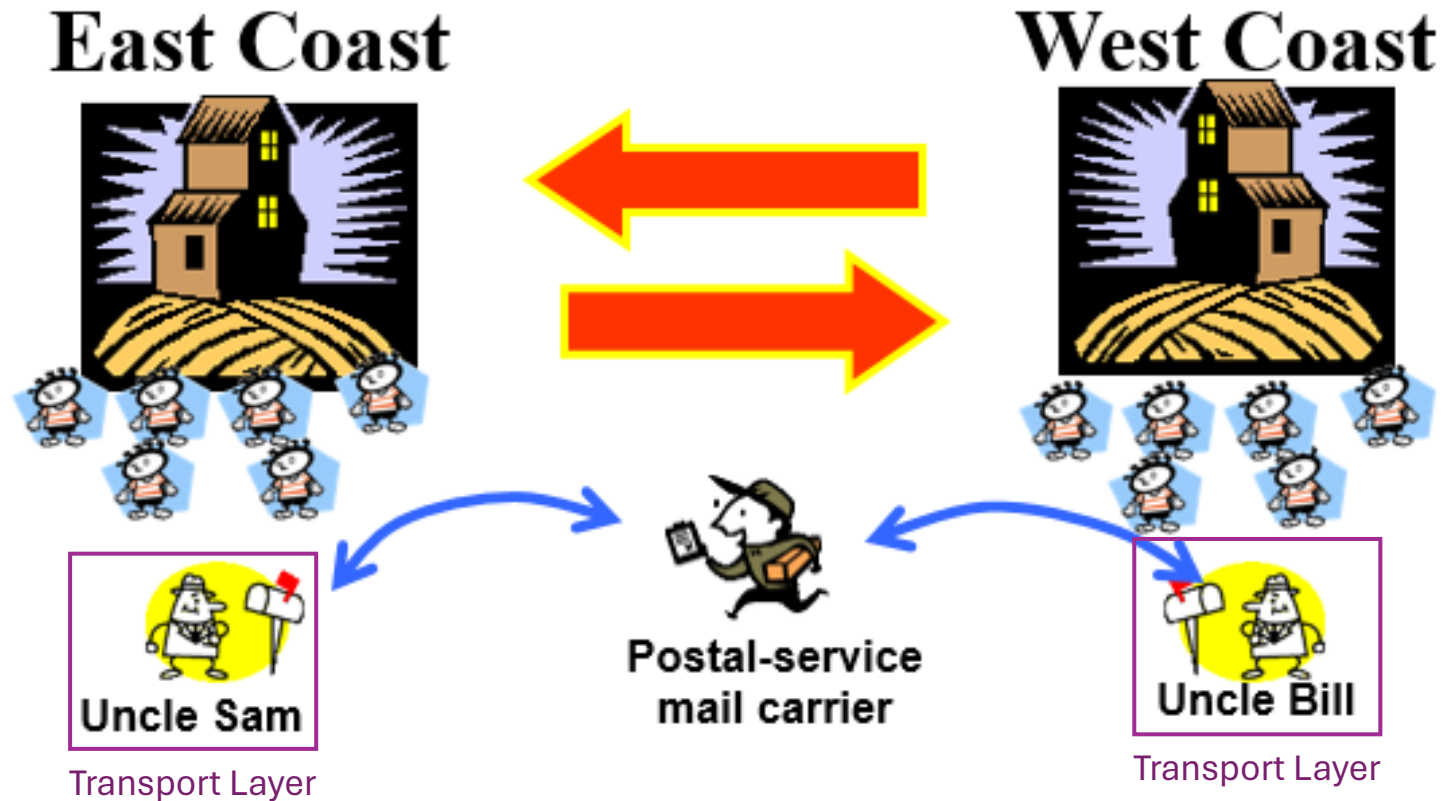 East Coast
West Coast
Postal-service
mail carrier
Uncle Sam
Uncle Bill
Transport Layer
Transport Layer